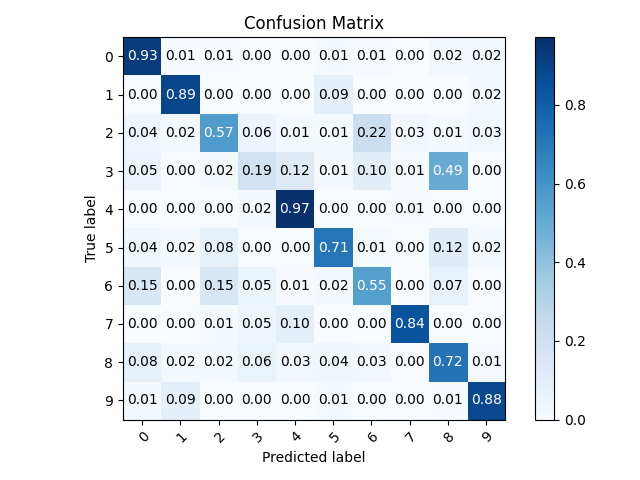 Confusion Matrix
0 0.93 0.01 0.01 0.00 0.00 0.01 0.01 0.00 0.02 0.02
1 0.00 0.89 0.00 0.00 0.00 0.09 0.00 0.00 0.00 0.02
2 0.04 0.02 0.57 0.06 0.01 0.01 0.22 0.03 0.01 0.03
3 0.05 0.00 0.02 0.19 0.12 0.01 0.10 0.01 0.49 0.00
4 0.00 0.00 0.00 0.02 0.97 0.00 0.00 0.01 0.00 0.00
5 0.04 0.02 0.08 0.00 0.00 0.71 0.01 0.00 0.12 0.02
6 0.15 0.00 0.15 0.05 0.01 0.02 0.55 0.00 0.07 0.00
7 0.00 0.00 0.01 0.05 0.10 0.00 0.00 0.84 0.00 0.00
8 0.08 0.02 0.02 0.06 0.03 0.04 0.03 0.00 0.72 0.01
9 0.01 0.09 0.00 0.00 0.00 0.01 0.00 0.00 0.01 0.88
0 1 2 3 4 5 6 7 8 9
Predicted label
True label
0.8
0.6
0.4
0.2
0.0